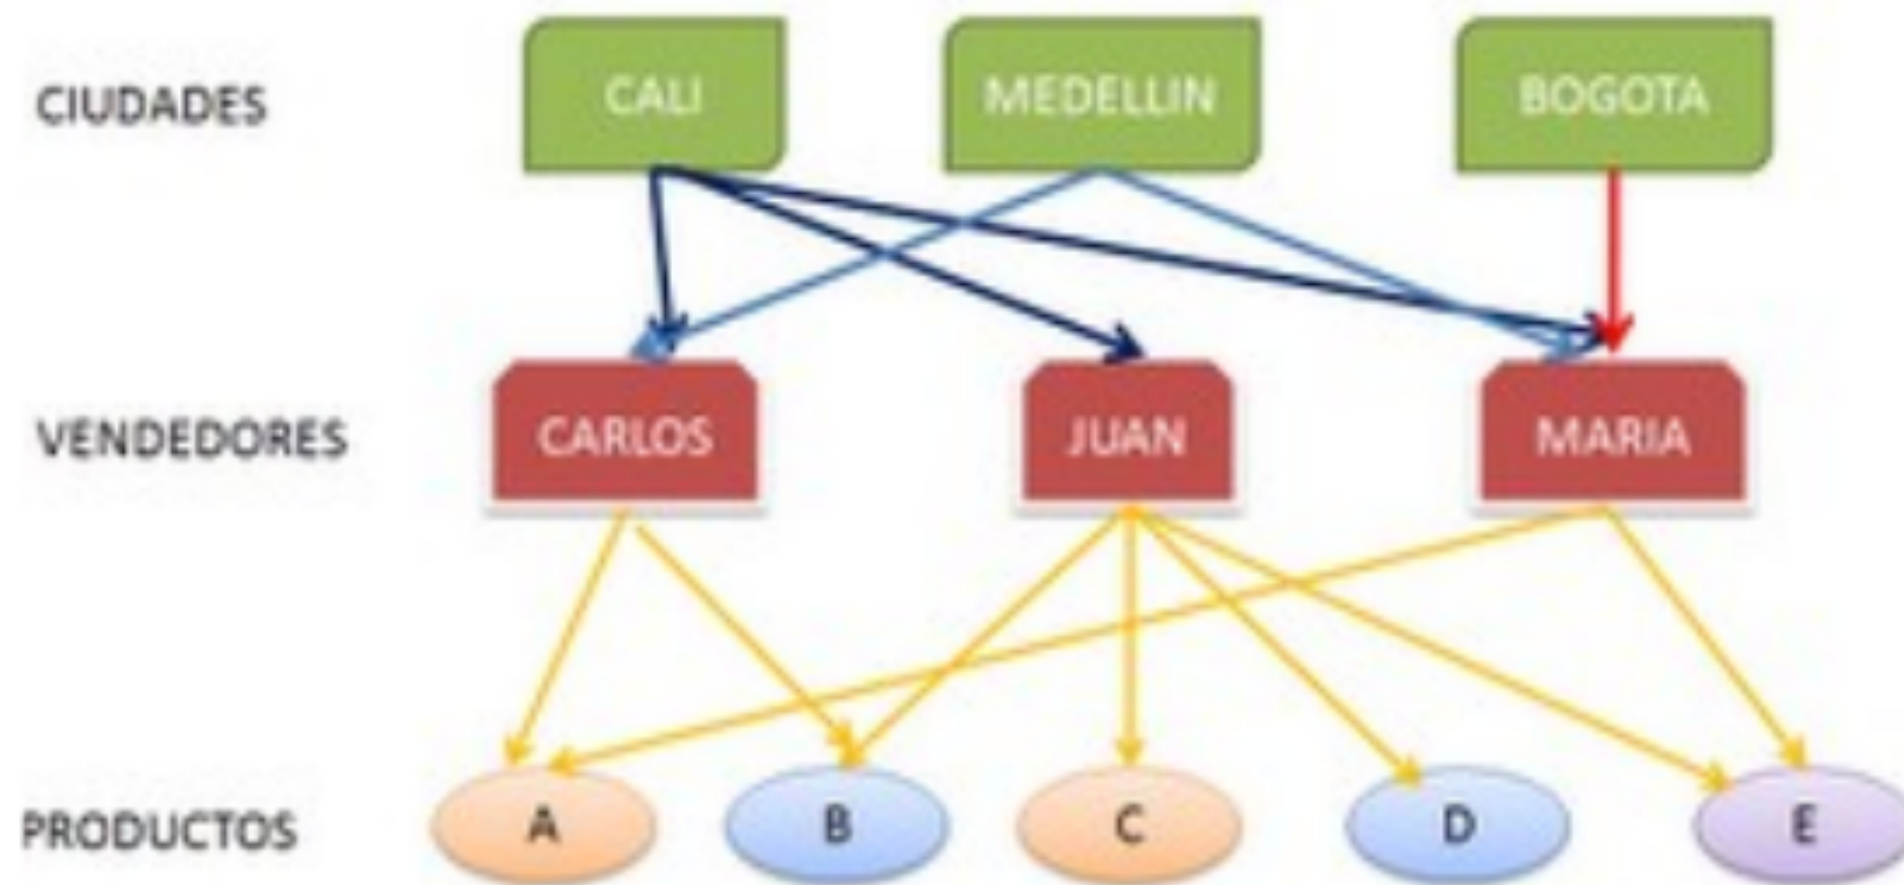 CIUDADES
CALI
MEDELLIN
BOGOTA
VENDEDORES
CARLOS
JUAN
MARIA
PRODUCTOS
A
B
C
D
E